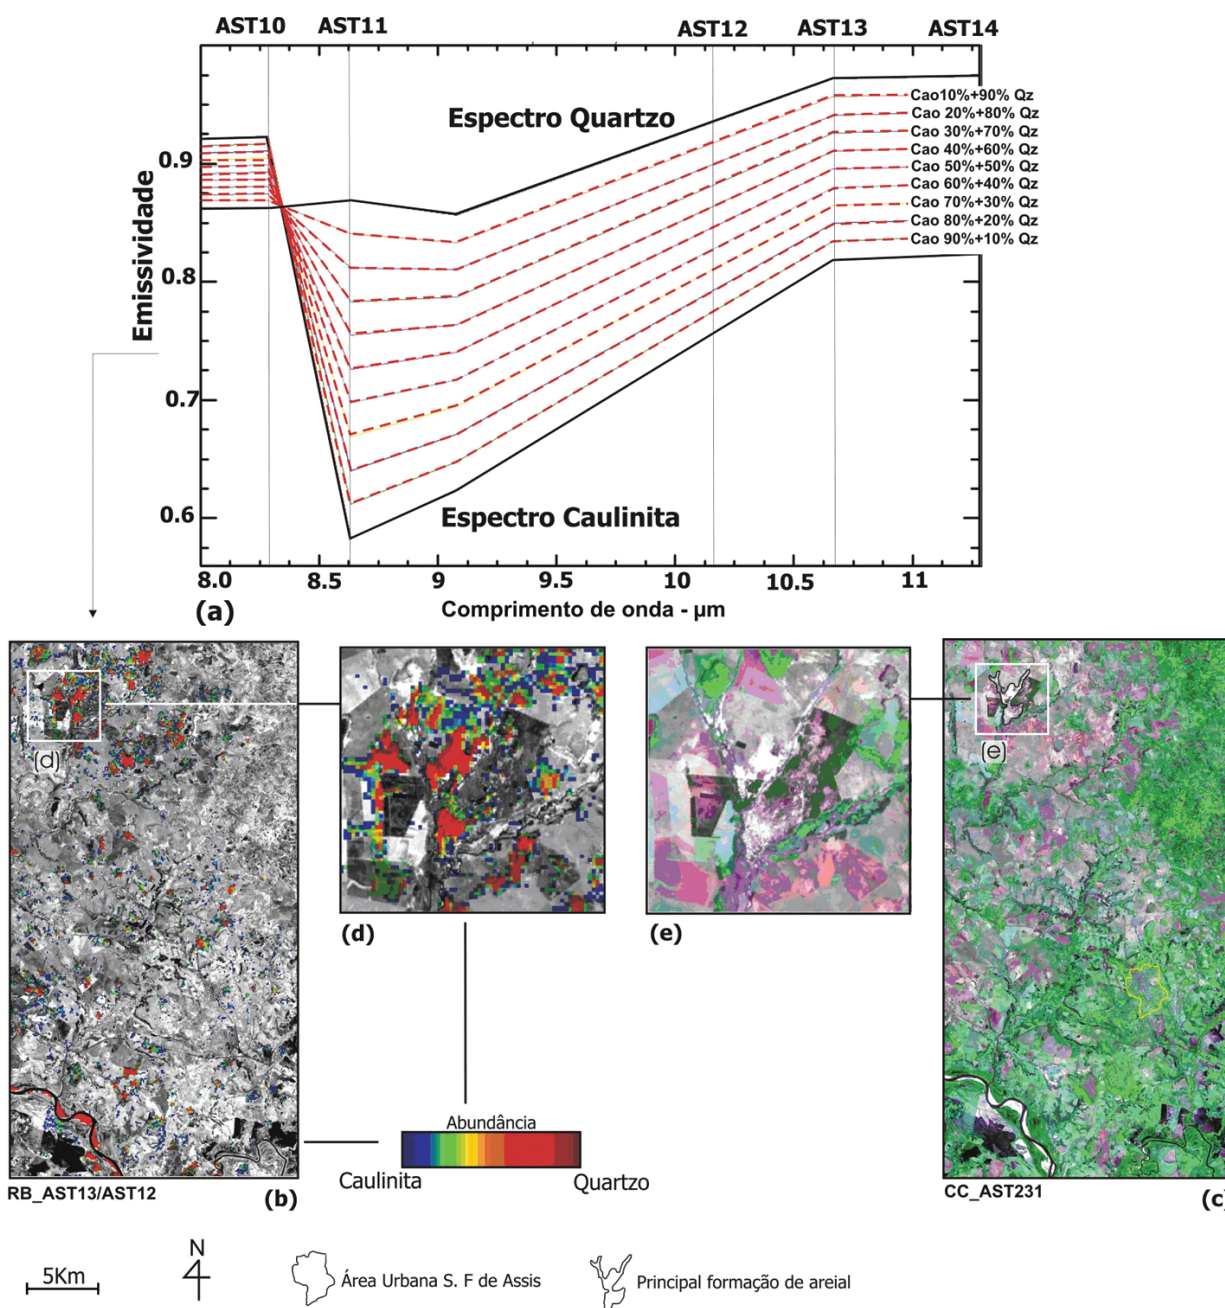 AST10 AST11 AST12 AST13 AST14
Espectro Quartzo
Cao10%+90% Qz
Cao 20%+80% Qz
Cao 30%+70% Qz
Cao 40%+60% Qz
Cao 50%+50% Qz
Cao 60%+40% Qz
Cao 70%+30% Qz
Cao 80%+20% Qz
Cao 90%+10% Qz
Emissividade
0.9
0.8
0.7
0.6
Espectro Caulinita
8.0 8.5 9 9.5 10 10.5 11
(a)
Comprimento de onda - µm
(d)
(e)
(d)
(e)
Abundância
Caulinita
Quartzo
RB_AST13/AST12
(b)
CC_AST231
(c)
N
5Km
Área Urbana S. F de Assis
Principal formação de areial